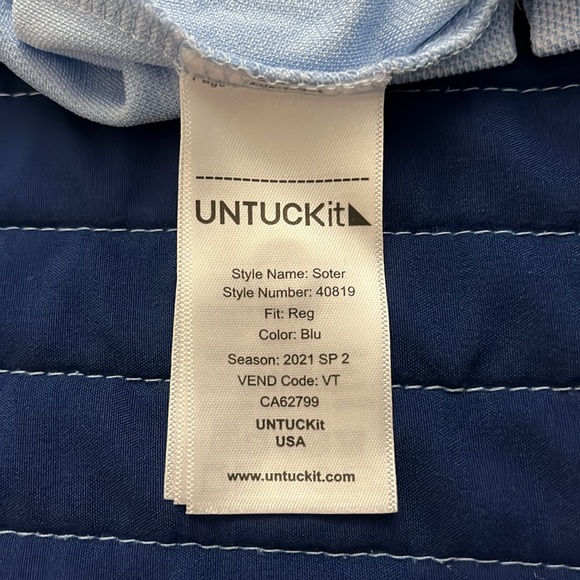 UNTUCKit
Style Name: Soter
Style Number: 40819
Fit: Reg
Color: Blu
Season: 2021 SP 2
VEND Code: VT
CA62799
UNTUCKit
USA
www.untuckit.com